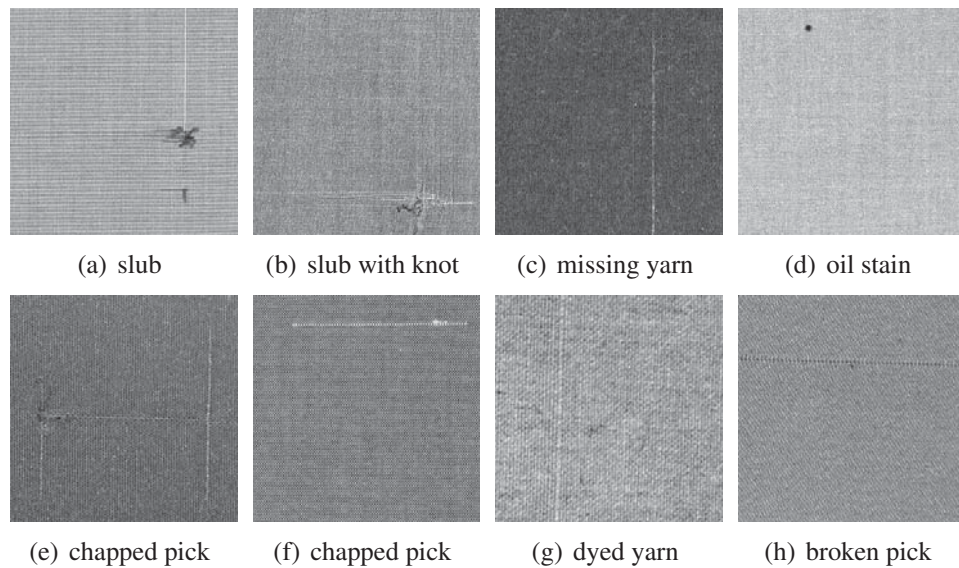 (a) slub
(b) slub with knot
(c) missing yarn
(d) oil stain
(e) chapped pick
(f) chapped pick
(g) dyed yarn
(h) broken pick